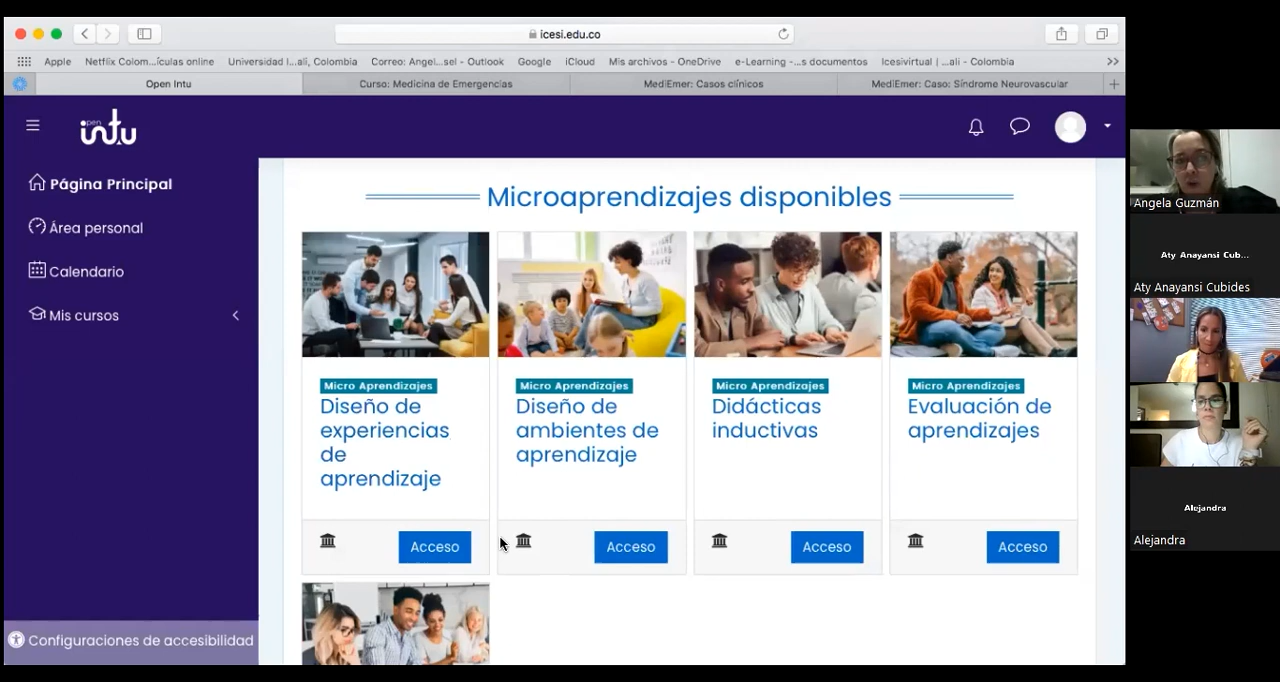 icesi.edu.co
Apple
Netflix Colom...ículas online
Universidad I...ali, Colombia
Correo: Angel...sel - Outlook
Google
iCloud
Mis archivos - OneDrive
e-Learning -...s documentos
Icesivirtual | ...ali - Colombia
Open Intu
Curso: Medicina de Emergencias
MediEmer: Casos clínicos
MediEmer: Caso: Síndrome Neurovascular
open
intu
Página Principal
Área personal
Calendario
Mis cursos
Configuraciones de accesibilidad
Microaprendizajes disponibles
Micro Aprendizajes
Diseño de
experiencias
de
aprendizaje
Acceso
Micro Aprendizajes
Diseño de
ambientes de
aprendizaje
Acceso
Micro Aprendizajes
Didácticas
inductivas
Acceso
Micro Aprendizajes
Evaluación de
aprendizajes
Acceso
Angela Guzmán
Aty Anayansi Cub...
Aty Anayansi Cubides
Alejandra
Alejandra